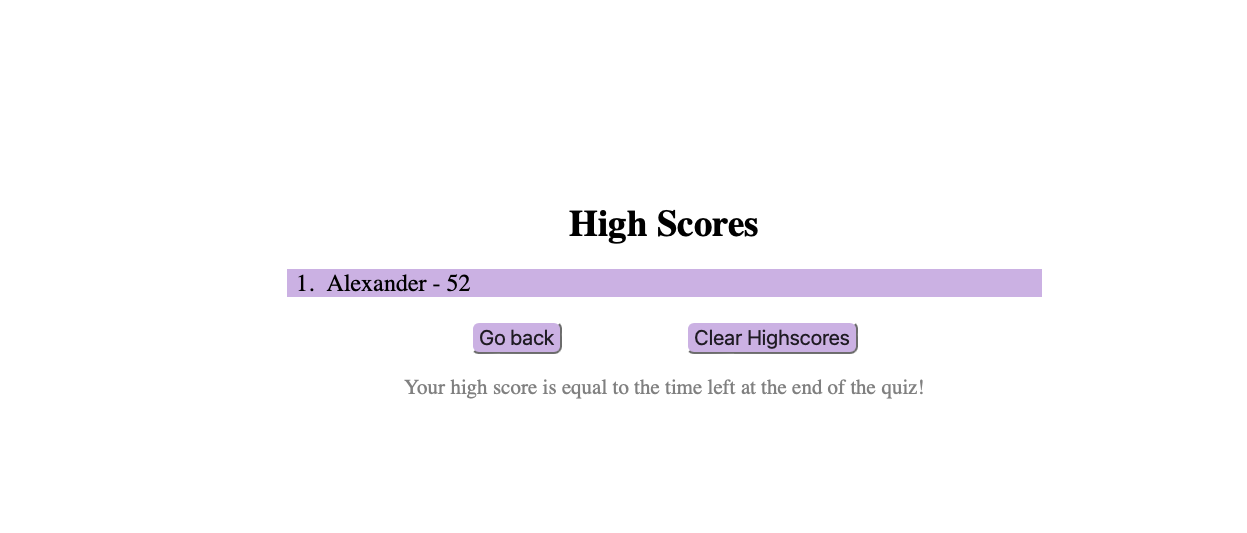 High Scores
1. Alexander - 52
Go back Clear Highscores
Your high score is equal to the time left at the end of the quiz!